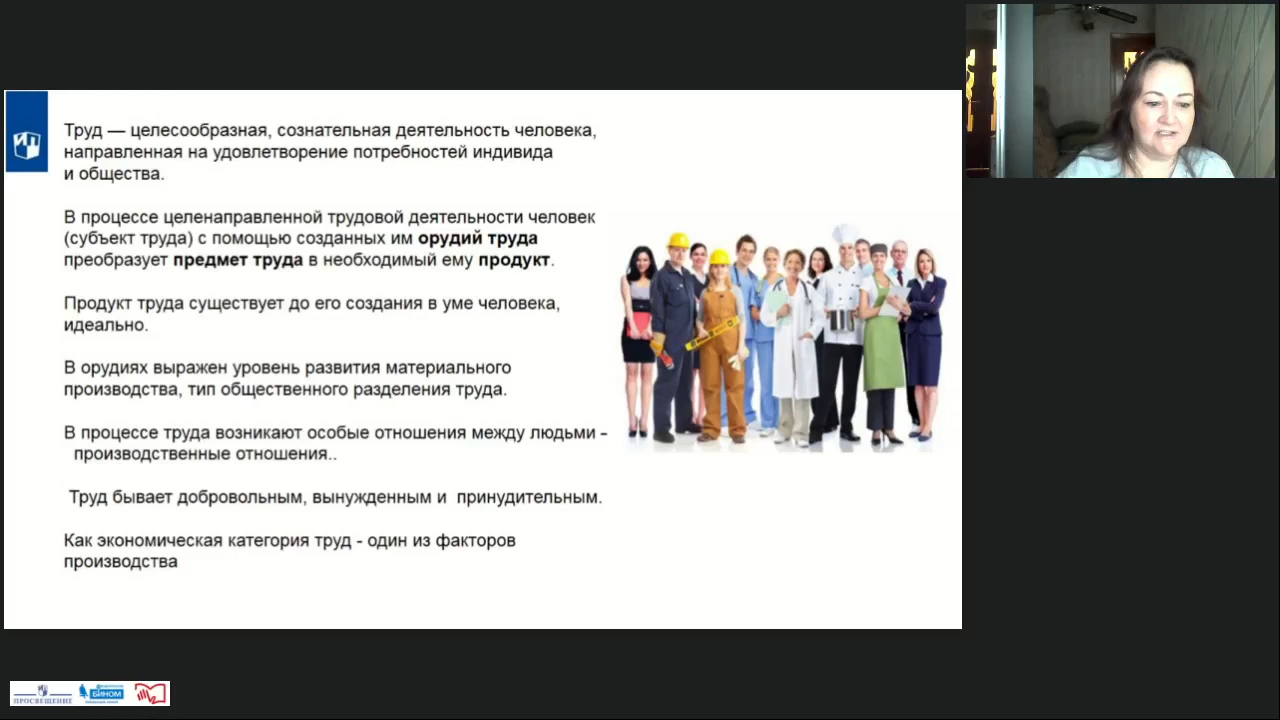 ИП
Труд — целесообразная, сознательная деятельность человека,
направленная на удовлетворение потребностей индивида
и общества.
В процессе целенаправленной трудовой деятельности человек
(субъект труда) с помощью созданных им орудий труда
преобразует предмет труда в необходимый ему продукт.
Продукт труда существует до его создания в уме человека,
идеально.
В орудиях выражен уровень развития материального
производства, тип общественного разделения труда.
В процессе труда возникают особые отношения между людьми -
производственные отношения..
Труд бывает добровольным, вынужденным и принудительным.
Как экономическая категория труд - один из факторов
производства
ПРОСВЕЩЕНИЕ
БИНОМ